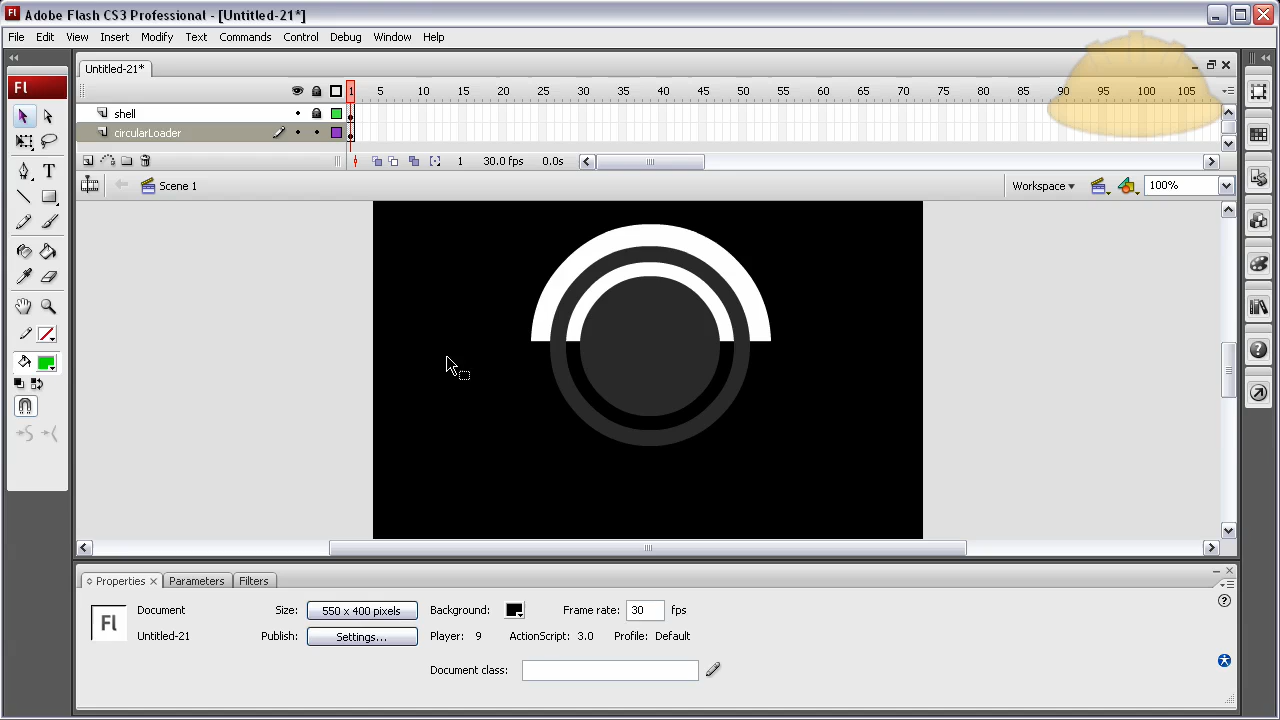 Fl Adobe Flash CS3 Professional - [Untitled-21*]
File Edit View Insert Modify Text Commands Control Debug Window Help
Untitled-21*
Fl
1 5 10 15 20 25 30 35 40 45 50 55 60 65 70 75 80 85 90 95 100 105
shell
circularLoader
1 30.0 fps 0.0s
Scene 1 Workspace 100%
T
Properties Parameters Filters
Fl Document Size: 550 x 400 pixels Background: Frame rate: 30 fps
Untitled-21 Publish: Settings... Player: 9 ActionScript: 3.0 Profile: Default
Document class: